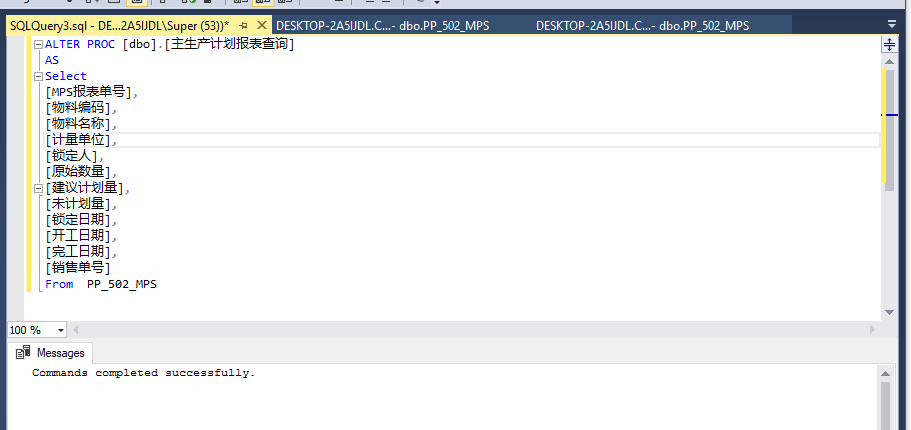 SQLQuery3.sql - DE...2A5IJDL\Super (53))* DESKTOP-2A5IJDL.C...- dbo.PP_502_MPS DESKTOP-2A5IJDL.C...- dbo.PP_502_MPS
ALTER PROC [dbo].[主生产计划报表查询]
AS
Select
[MPS报表单号],
[物料编码],
[物料名称],
[计量单位],
[锁定人],
[原始数量],
[建议计划量],
[未计划量],
[锁定日期],
[开工日期],
[完工日期],
[销售单号]
From  PP_502_MPS
100 %
Messages
Commands completed successfully.